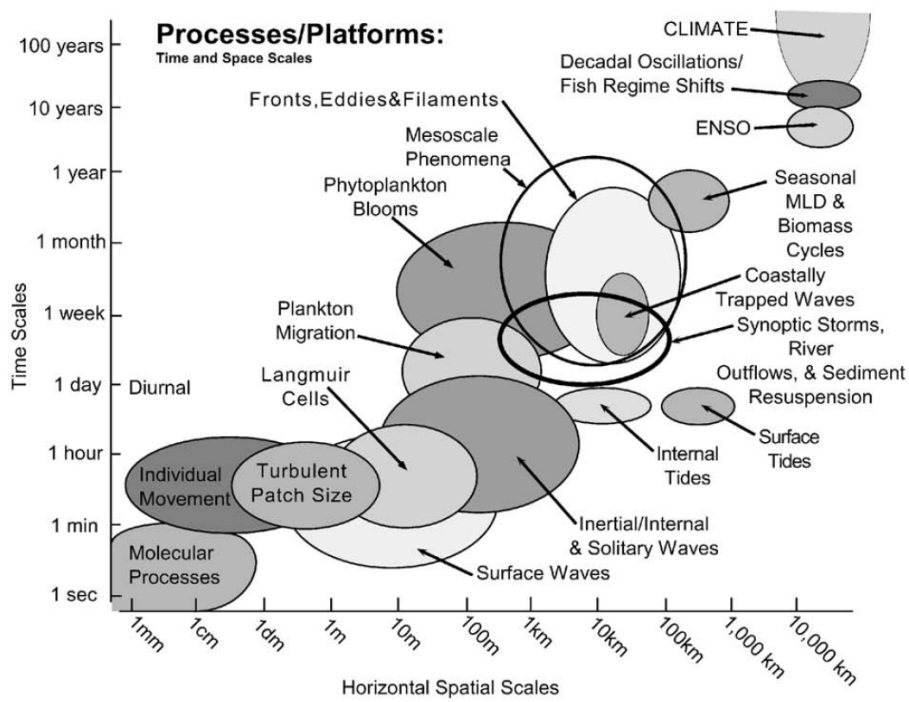 Processes/Platforms:
Time and Space Scales
CLIMATE
Decadal Oscillations/
Fish Regime Shifts
ENSO
Fronts,Eddies&Filaments
Mesoscale
Phenomena
Phytoplankton
Blooms
Seasonal
MLD &
Biomass
Cycles
Coastally
Trapped Waves
Synoptic Storms,
River
Outflows, & Sediment
Resuspension
Plankton
Migration
Langmuir
Cells
Diurnal
Surface
Tides
Internal
Tides
Individual
Movement
Turbulent
Patch Size
Inertial/Internal
& Solitary Waves
Surface Waves
Molecular
Processes
Time Scales
100 years
10 years
1 year
1 month
1 week
1 day
1 hour
1 min
1 sec
1mm
1cm
1dm
1m
10m
100m
1km
10km
100km
1,000 km
10,000 km
Horizontal Spatial Scales